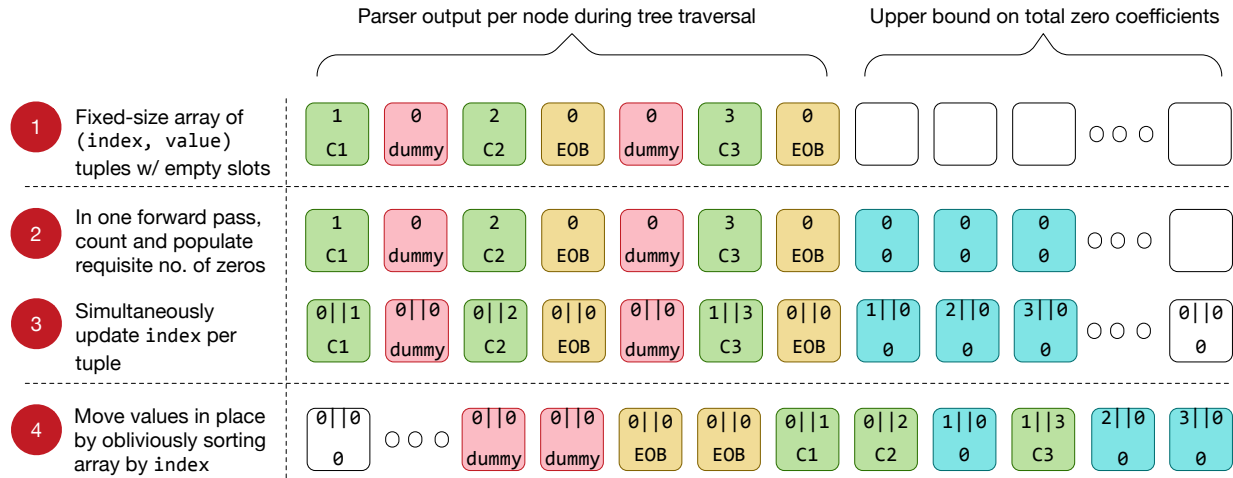 Parser output per node during tree traversal
Upper bound on total zero coefficients
1
Fixed-size array of
(index, value)
tuples w/ empty slots
1 0 2 0 0 3 0
C1 dummy C2 EOB dummy C3 EOB
2
In one forward pass,
count and populate
requisite no. of zeros
1 0 2 0 0 3 0 0 0 0
C1 dummy C2 EOB dummy C3 EOB 0 0 0
3
Simultaneously
update index per
tuple
0||1 0||0 0||2 0||0 0||0 1||3 0||0 1||0 2||0 3||0 0||0
C1 dummy C2 EOB dummy C3 EOB 0 0 0 0
4
Move values in place
by obliviously sorting
array by index
0||0 0||0 0||0 0||0 0||0 0||1 0||2 1||0 1||3 2||0 3||0
0 dummy dummy EOB EOB C1 C2 0 C3 0 0